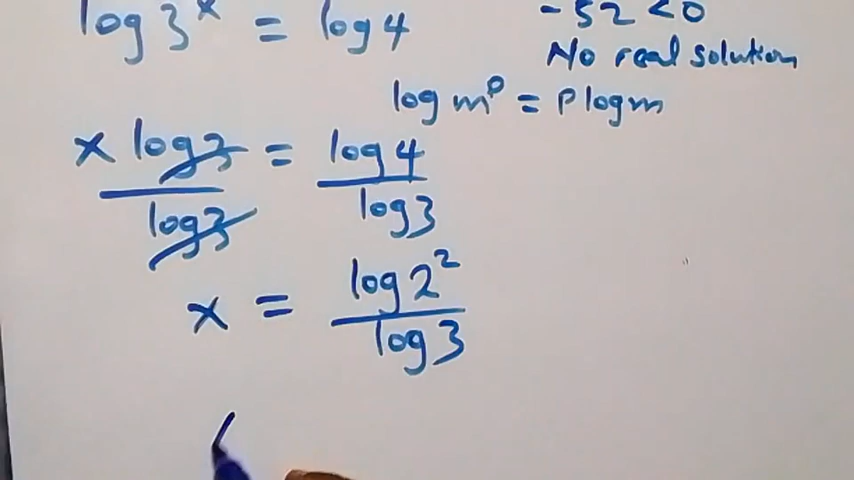 log 3^x = log 4
-52 < 0
No real solution
log m^p = p log m
x log 3 / log 3 = log 4 / log 3
x = log 2^2 / log 3